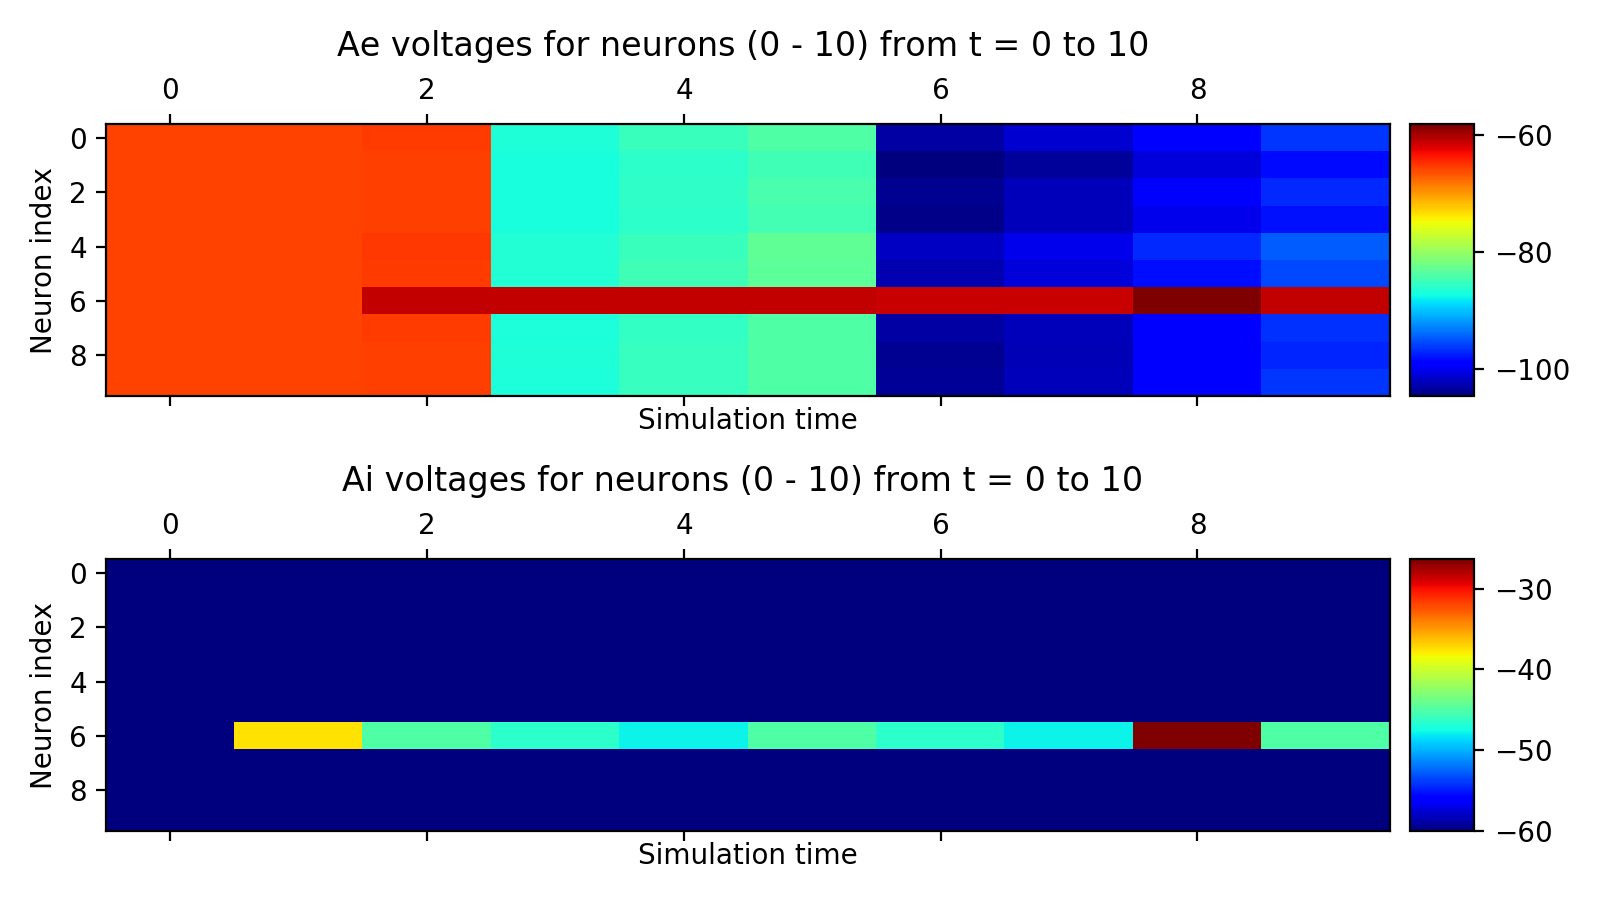 Ae voltages for neurons (0 - 10) from t = 0 to 10
0 2 4 6 8
Neuron index
0
2
4
6
8
−60
−80
−100
Simulation time
Ai voltages for neurons (0 - 10) from t = 0 to 10
0 2 4 6 8
Neuron index
0
2
4
6
8
−30
−40
−50
−60
Simulation time